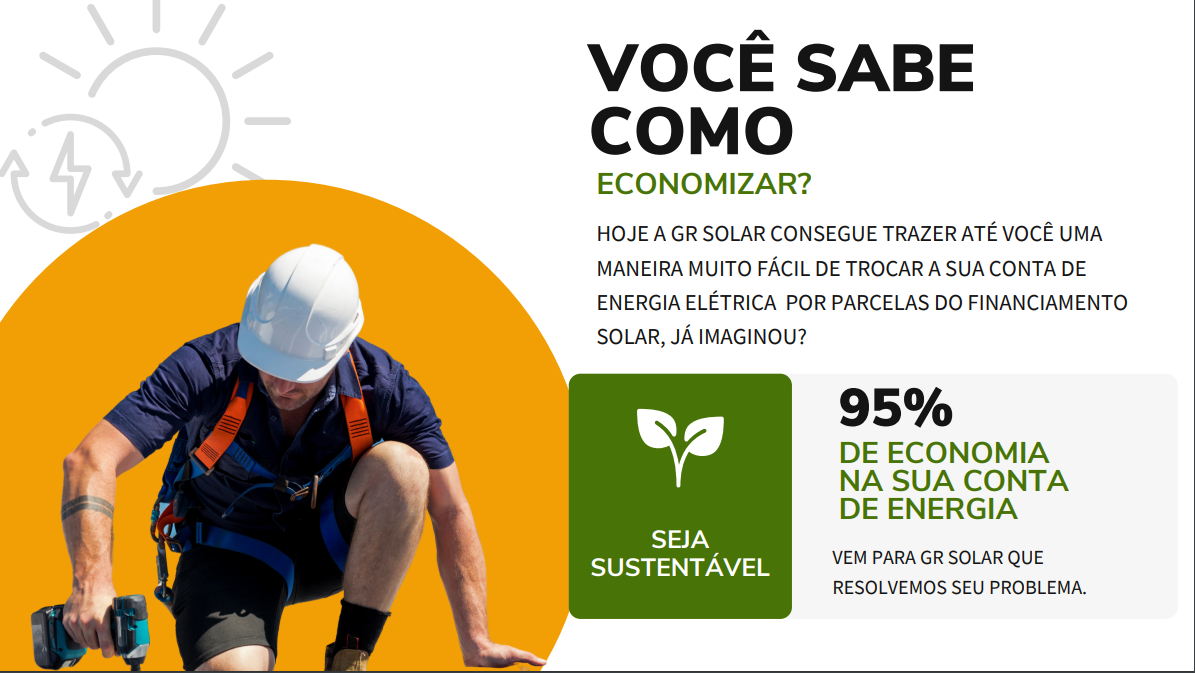 VOCÊ SABE
COMO
ECONOMIZAR?
HOJE A GR SOLAR CONSEGUE TRAZER ATÉ VOCÊ UMA
MANEIRA MUITO FÁCIL DE TROCAR A SUA CONTA DE
ENERGIA ELÉTRICA  POR PARCELAS DO FINANCIAMENTO
SOLAR, JÁ IMAGINOU?
SEJA
SUSTENTÁVEL
95%
DE ECONOMIA
NA SUA CONTA
DE ENERGIA
VEM PARA GR SOLAR QUE
RESOLVEMOS SEU PROBLEMA.